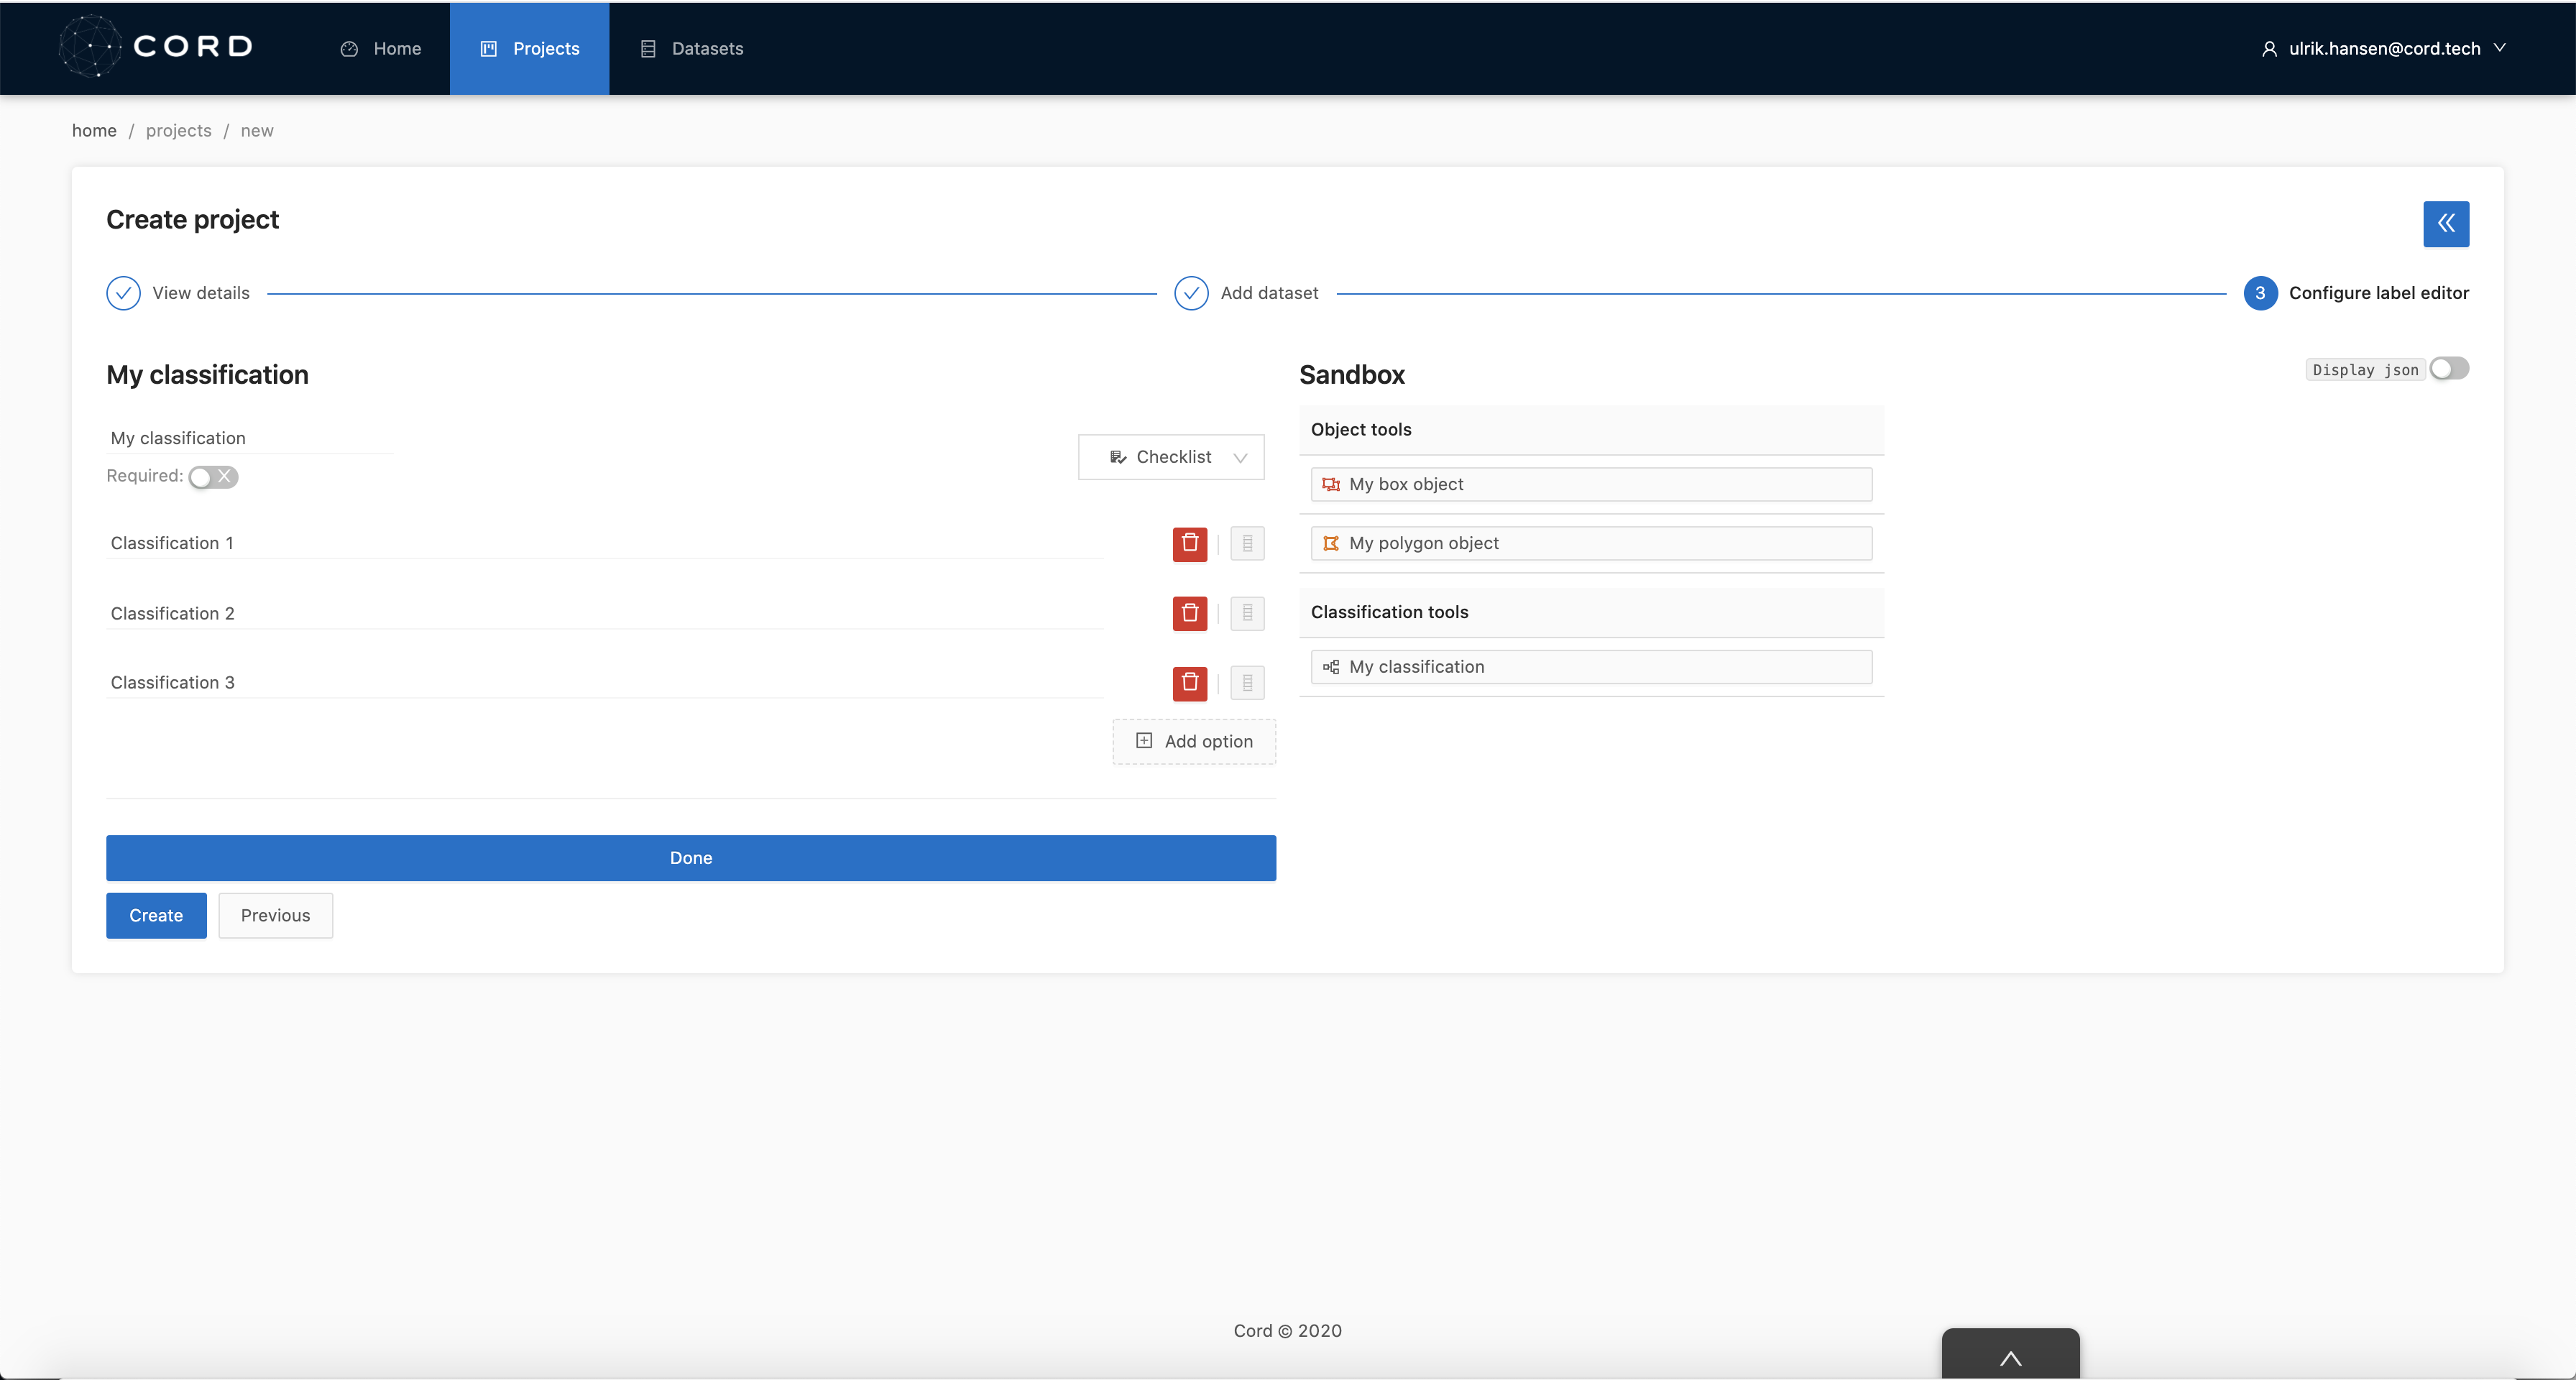 CORD Home Projects Datasets ulrik.hansen@cord.tech
home / projects / new
Create project
View details Add dataset 3 Configure label editor
My classification
My classification
Checklist
Required:
Classification 1
Classification 2
Classification 3
Add option
Done
Create Previous
Sandbox
Display json
Object tools
My box object
My polygon object
Classification tools
My classification
Cord © 2020